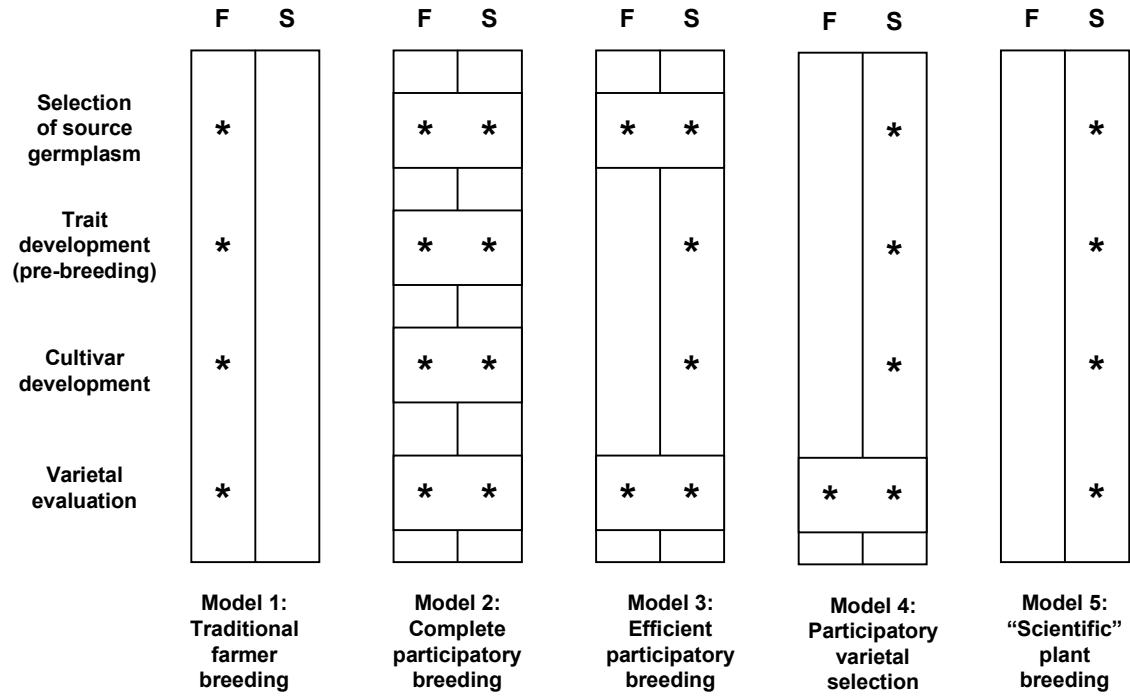 F S F S F S F S F S
Selection
of source
germplasm
* * * * * * *
Trait
development
(pre-breeding)
* * * * * *
Cultivar
development
* * * * * *
Varietal
evaluation
* * * * * * * *
Model 1:
Traditional
farmer
breeding
Model 2:
Complete
participatory
breeding
Model 3:
Efficient
participatory
breeding
Model 4:
Participatory
varietal
selection
Model 5:
“Scientific”
plant
breeding